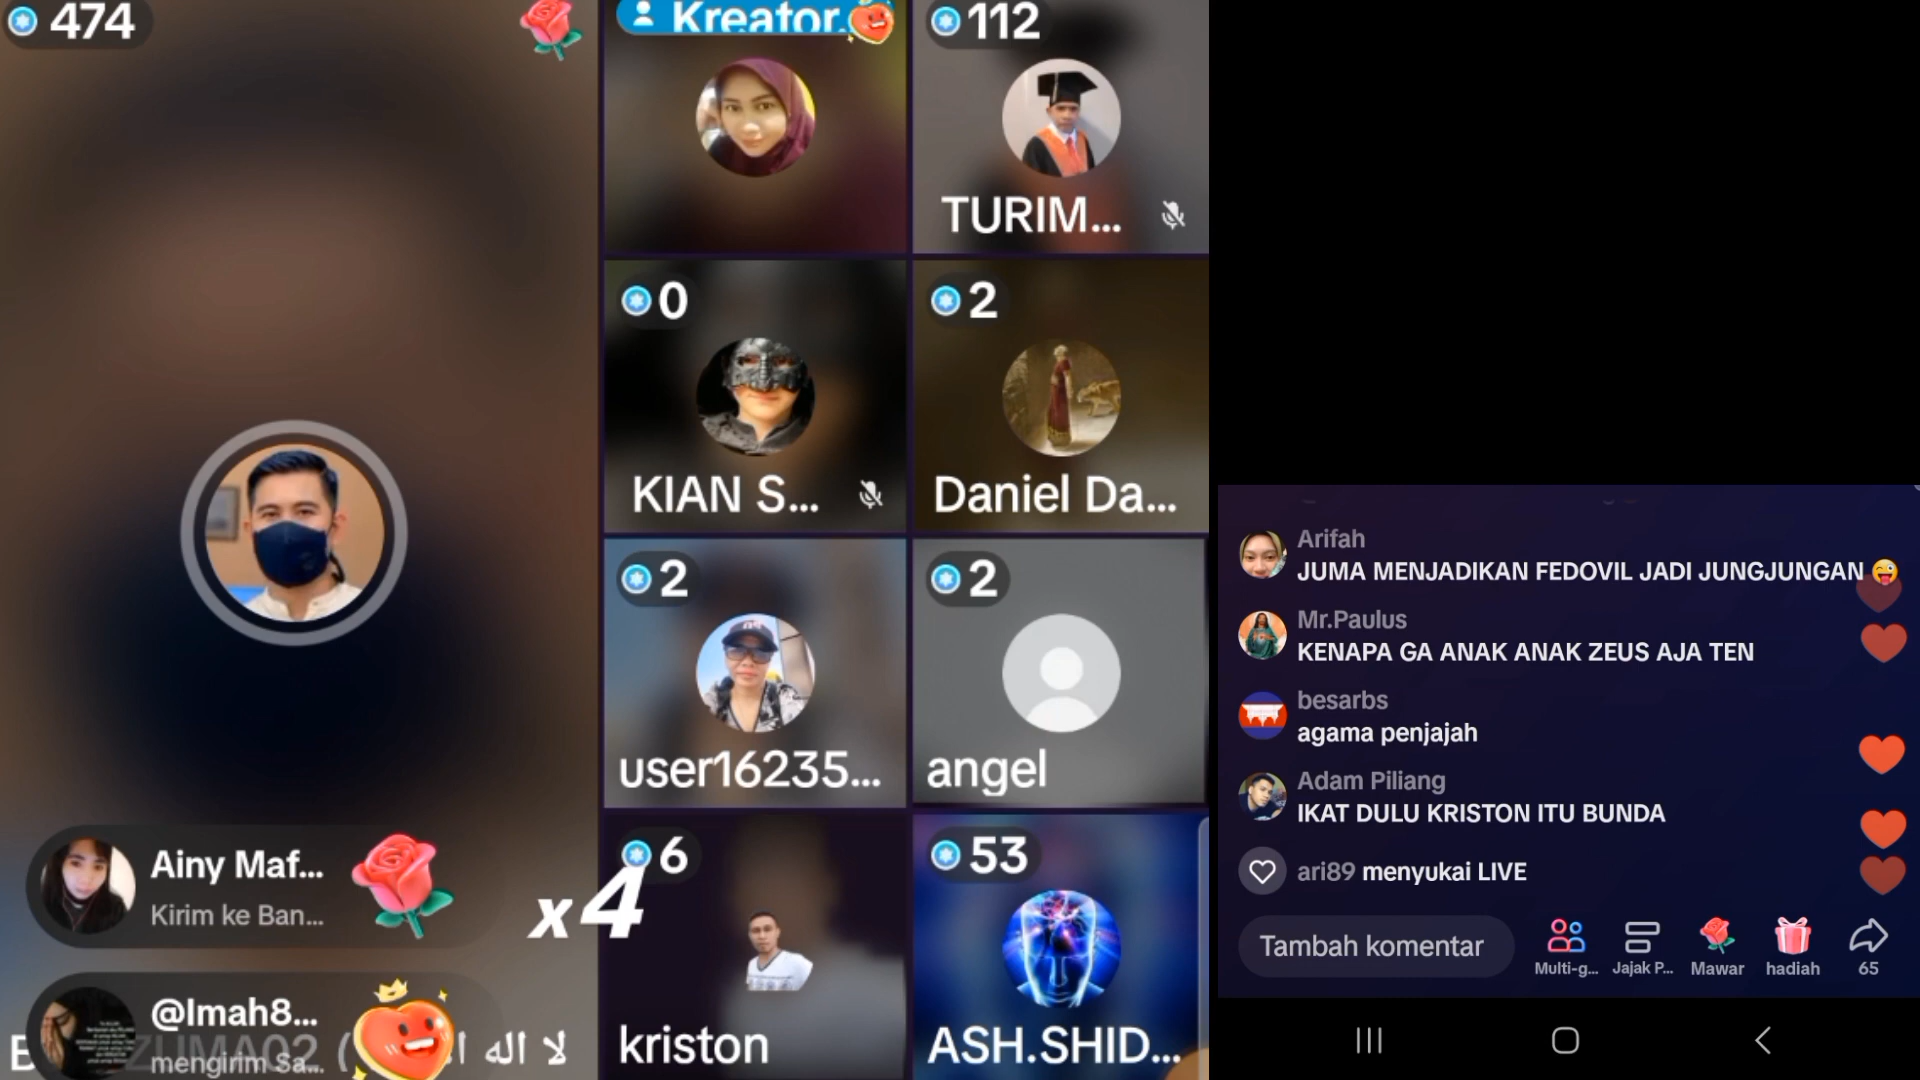 474
Kreator.
112
TURIM...
0
KIAN S...
2
Daniel Da...
2
user16235...
2
angel
6
kriston
53
ASH.SHID...
Ainy Maf...
Kirim ke Ban...
x4
@Imah8...
mengirim Sa...
ZUMA02 (
لا اله ا
Arifah
JUMA MENJADIKAN FEDOVIL JADI JUNGJUNGAN 😜
Mr.Paulus
KENAPA GA ANAK ANAK ZEUS AJA TEN
besarbs
agama penjajah
Adam Piliang
IKAT DULU KRISTON ITU BUNDA
ari89 menyukai LIVE
Tambah komentar
Multi-g...
Jajak P...
Mawar
hadiah
65